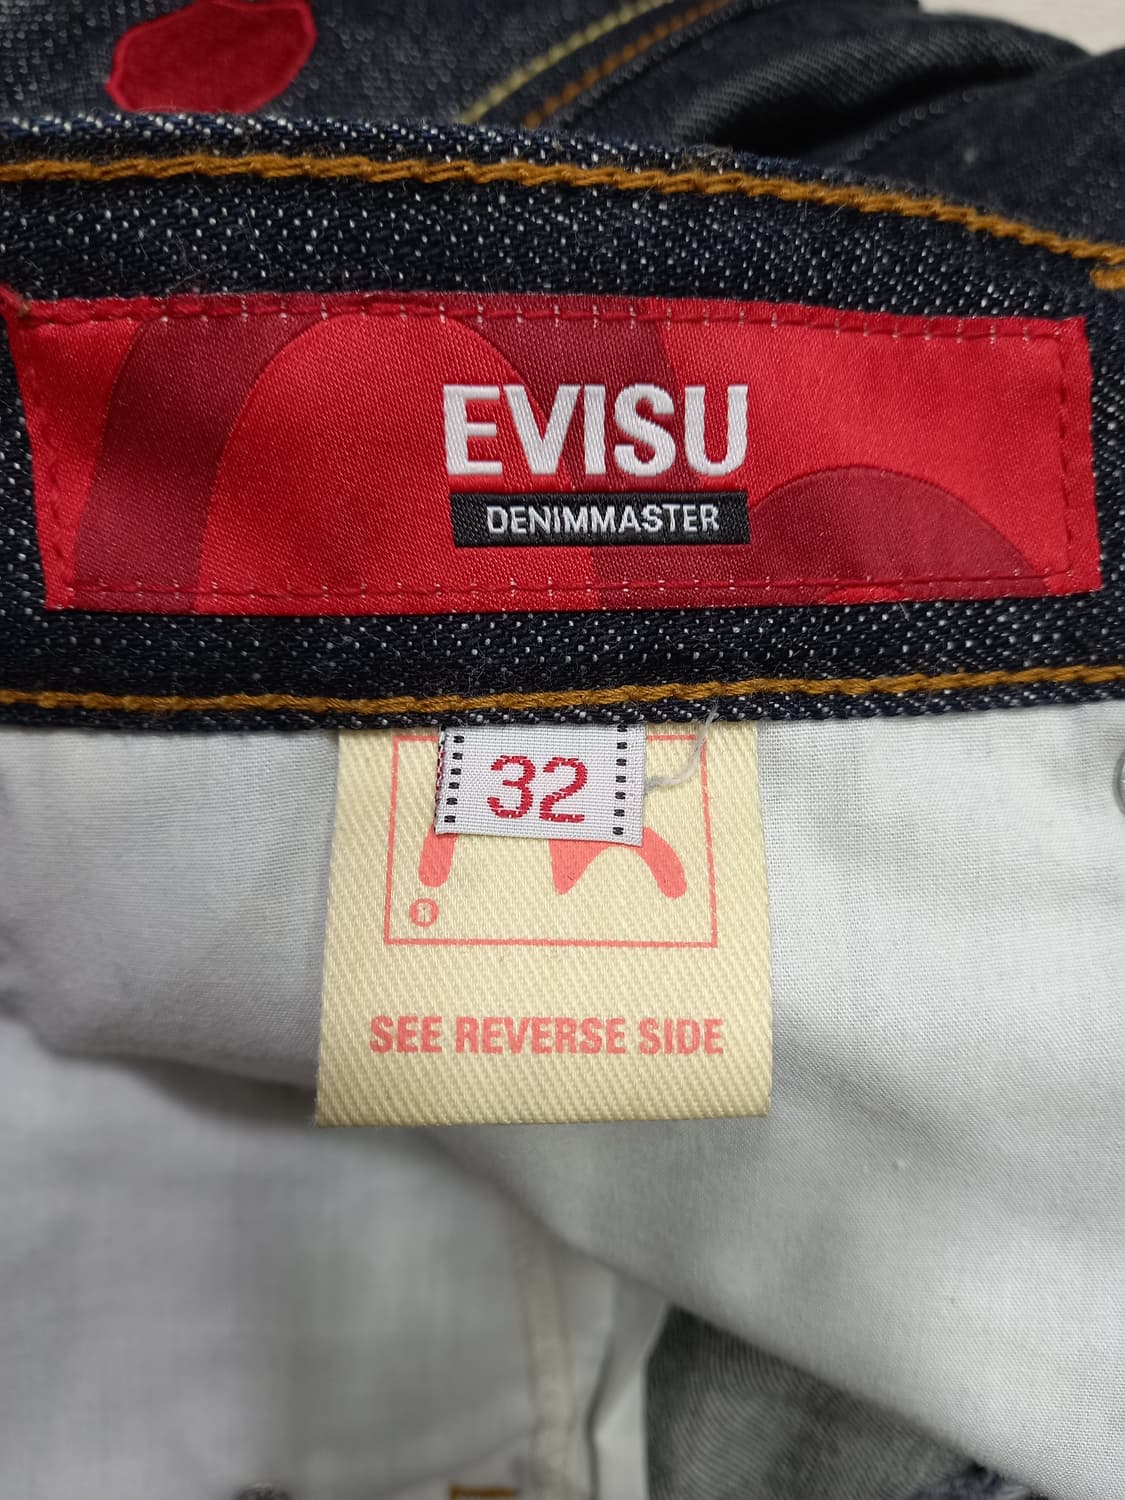 EVISU
DENIMMASTER
32
®
SEE REVERSE SIDE